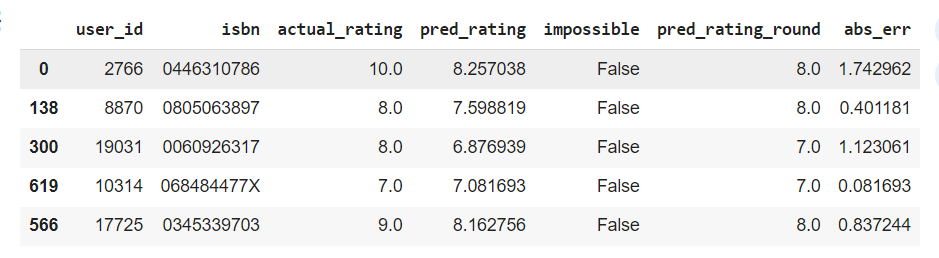 user_id isbn actual_rating pred_rating impossible pred_rating_round abs_err
0 2766 0446310786 10.0 8.257038 False 8.0 1.742962
138 8870 0805063897 8.0 7.598819 False 8.0 0.401181
300 19031 0060926317 8.0 6.876939 False 7.0 1.123061
619 10314 068484477X 7.0 7.081693 False 7.0 0.081693
566 17725 0345339703 9.0 8.162756 False 8.0 0.837244